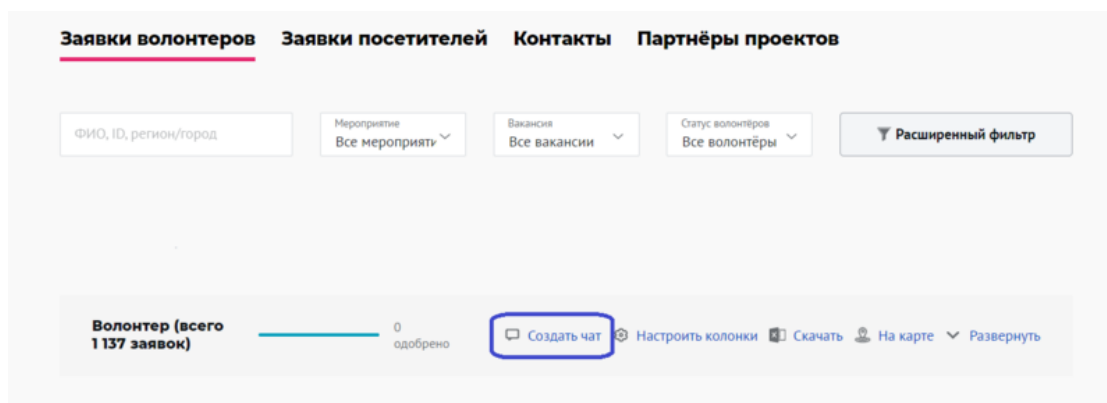 Заявки волонтеров Заявки посетителей Контакты Партнёры проектов
Мероприятие Вакансия Статус волонтёров
ФИО, ID, регион/город Все мероприяти Все вакансии Все волонтёры Расширенный фильтр
Волонтер (всего
1 137 заявок)
0
одобрено
Создать чат Настроить колонки Скачать На карте Развернуть